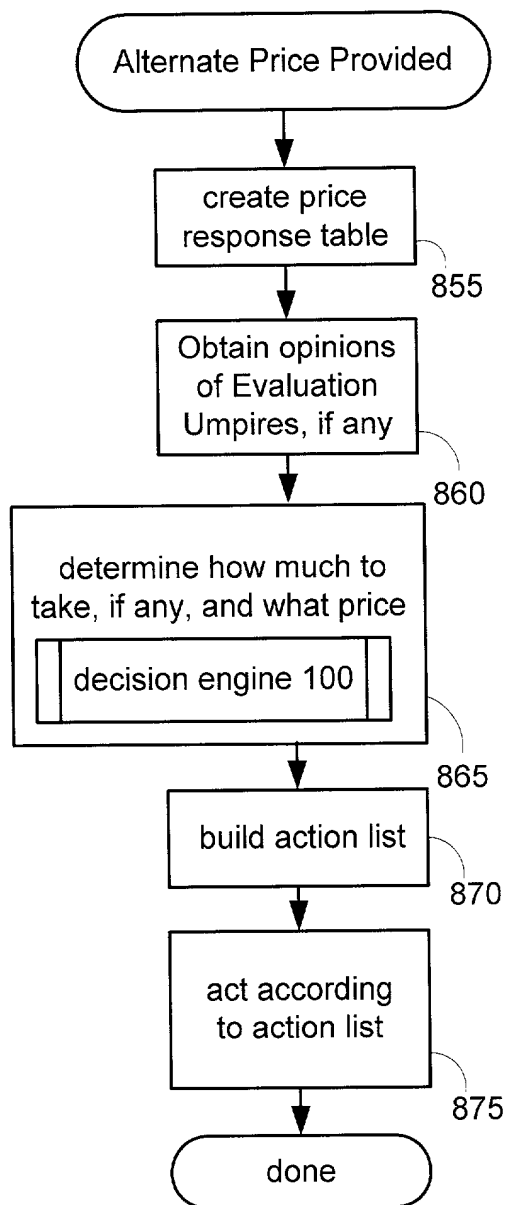 Alternate Price Provided
create price
response table
855
Obtain opinions
of Evaluation
Umpires, if any
860
determine how much to
take, if any, and what price
decision engine 100
865
build action list
870
act according
to action list
875
done